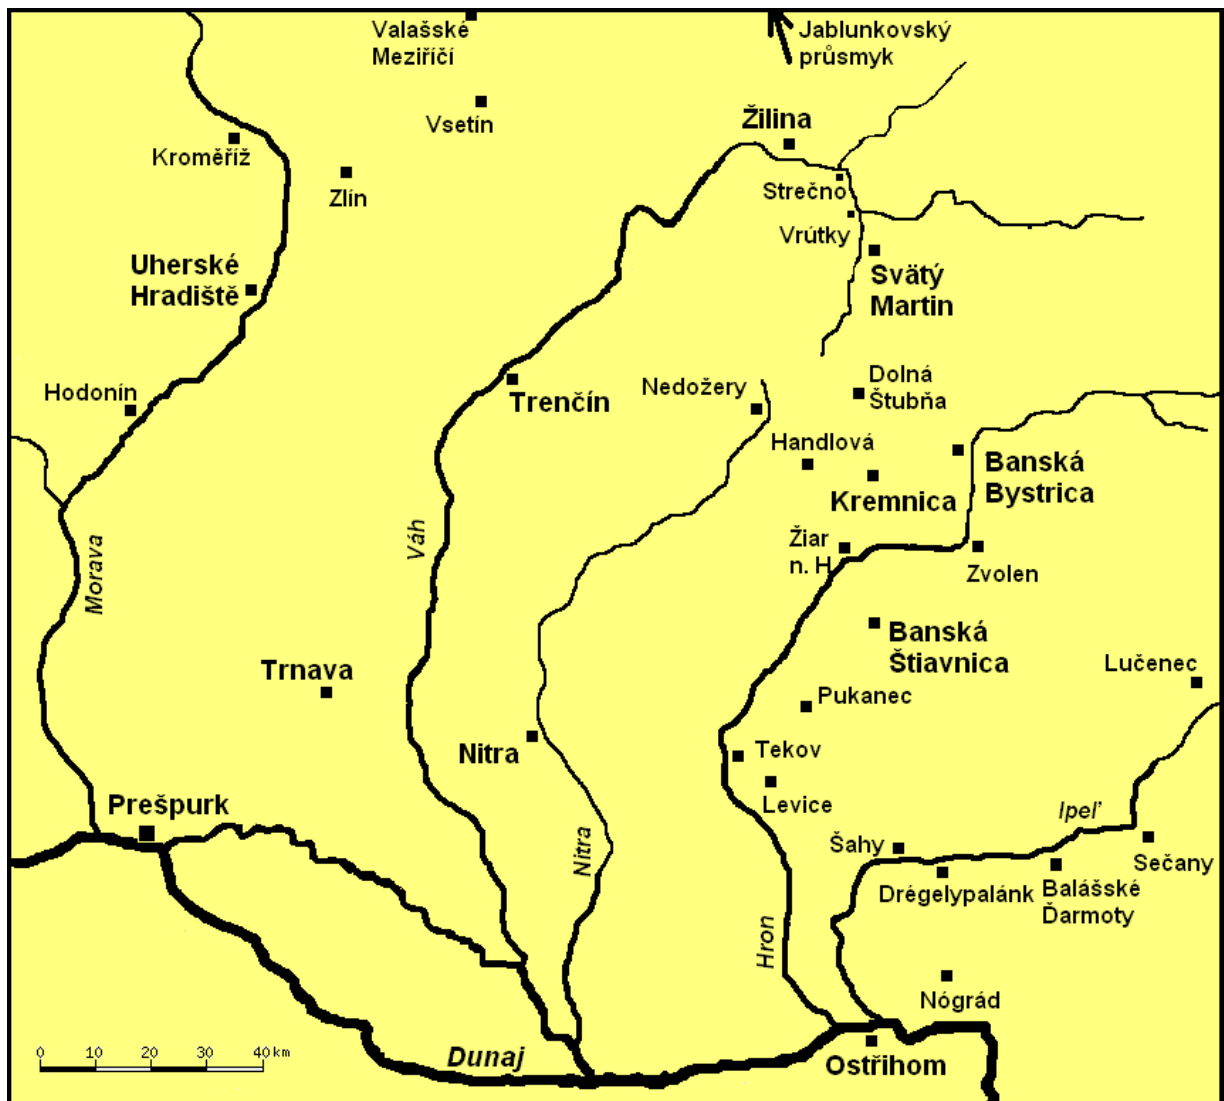 Valašské
Meziříčí
Jablunkovský
průsmyk
Vsetín
Žilina
Kroměříž
Zlín
Strečno
Vrútky
Uherské
Hradiště
Svätý
Martin
Hodonín
Trenčín
Nedožery
Dolná
Štubňa
Handlová
Kremnica
Banská
Bystrica
Morava
Váh
Žiar
n. H
Zvolen
Trnava
Banská
Štiavnica
Lučenec
Pukanec
Nitra
Tekov
Levice
Prešpurk
Ipeľ
Nitra
Šahy
Sečany
Drégelypalánk
Balášské
Ďarmoty
Hron
Nógrád
0 10 20 30 40 km
Dunaj
Ostřihom